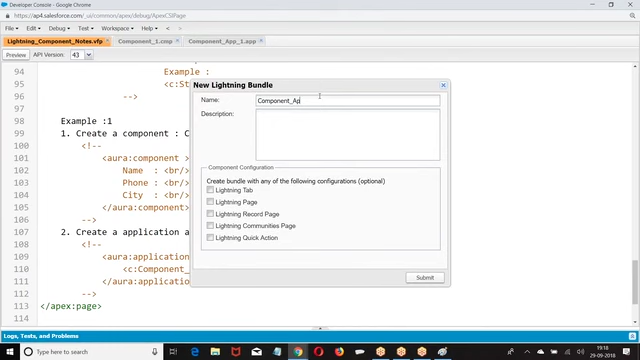 Developer Console - Google Chrome
https://ap4.salesforce.com/_ui/common/apex/debug/ApexCSIPage
File Edit Debug Test Workspace Help < >
Lightning_Component_Notes.vfp Component_1.cmp Component_App_1.app
Preview API Version: 43
94 Example :
95 <c:St
96 -->
97
98 Example :1
99 1. Create a component : C
100 <!--
101 <aura:component >
102 Name : <br/>
103 Phone : <br/>
104 City : <br/>
105 </aura:component>
106 -->
107 2. Create a application a
108 <!--
109 <aura:application
110 <c:Component_
111 </aura:applicati
112 -->
113 </apex:page>
114
New Lightning Bundle
Name: Component_Ap
Description:
Component Configuration
Create bundle with any of the following configurations (optional)
Lightning Tab
Lightning Page
Lightning Record Page
Lightning Communities Page
Lightning Quick Action
Submit
Logs, Tests, and Problems
Type here to search
19:18
29-09-2018